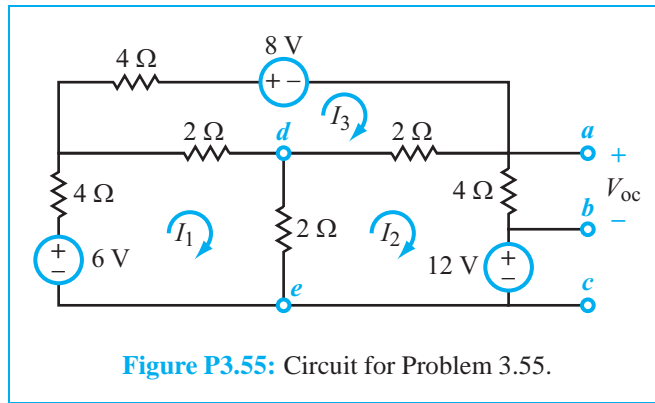 4 Ω
8 V
+ −
I3
2 Ω
d
2 Ω
a
+
4 Ω
4 Ω
Voc
b
−
I1
2 Ω
I2
+
−
6 V
12 V
+
−
e
c
Figure P3.55: Circuit for Problem 3.55.